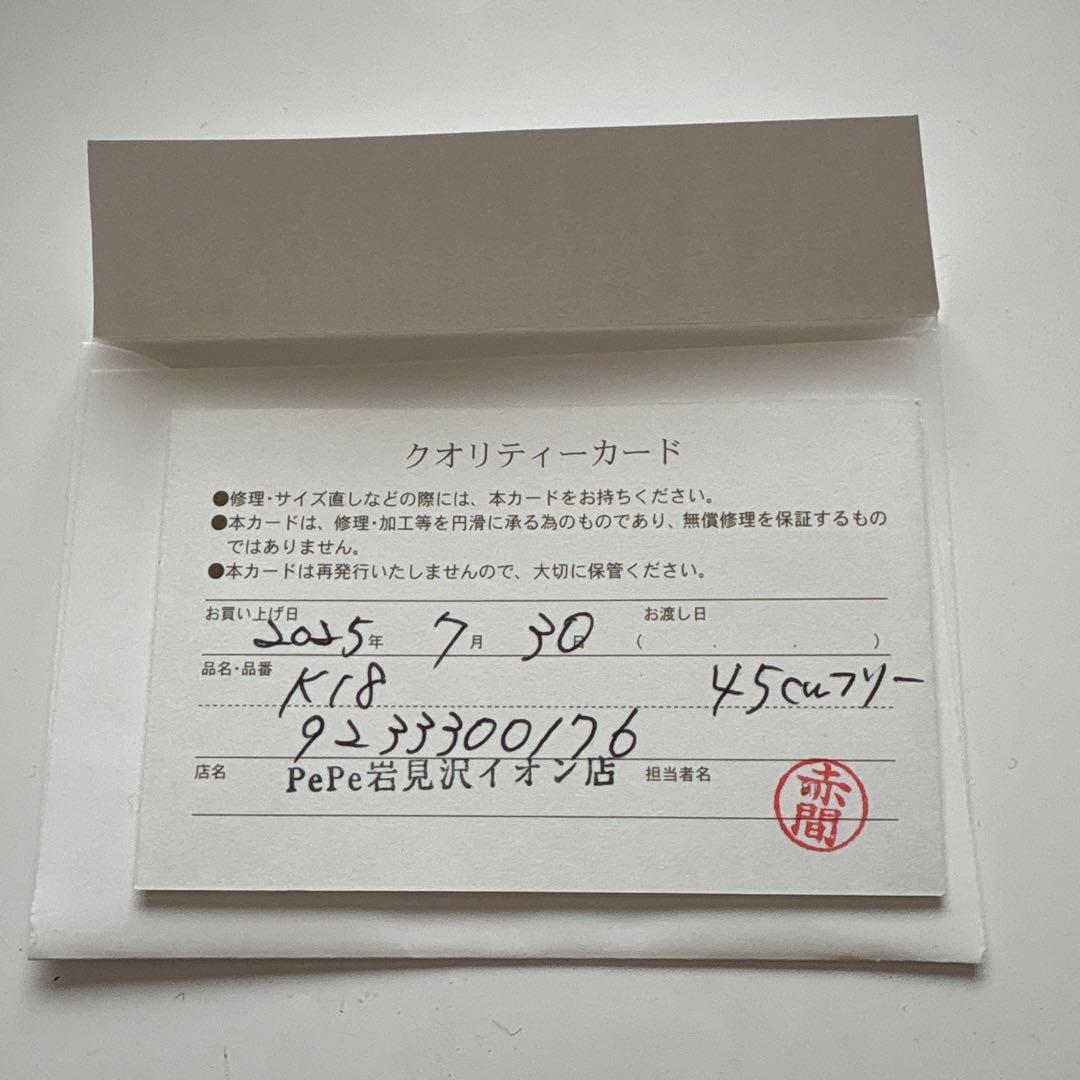 クオリティーカード
●修理・サイズ直しなどの際には、本カードをお持ちください。
●本カードは、修理・加工等を円滑に承る為のものであり、無償修理を保証するもの
ではありません。
●本カードは再発行いたしませんので、大切に保管ください。
お買い上げ日 2025年 7月 30日 お渡し日 ( . . )
品名・品番 K18 45cmフリー
9233300176
店名 PePe岩見沢イオン店 担当者名 赤間